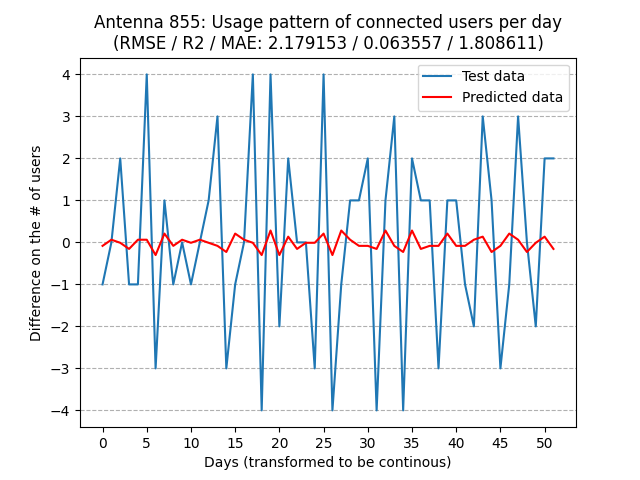 Antenna 855: Usage pattern of connected users per day
(RMSE / R2 / MAE: 2.179153 / 0.063557 / 1.808611)
Test data
Predicted data
Difference on the # of users
4
3
2
1
0
−1
−2
−3
−4
0 5 10 15 20 25 30 35 40 45 50
Days (transformed to be continous)